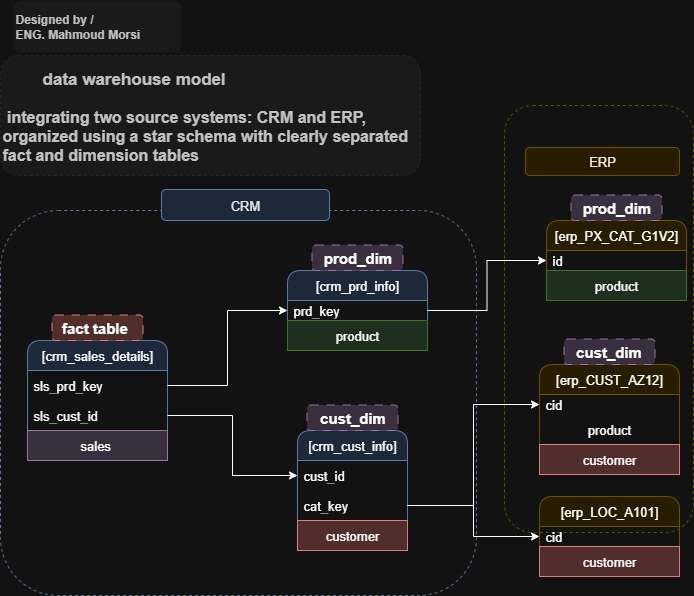 Designed by /
ENG. Mahmoud Morsi
data warehouse model
integrating two source systems: CRM and ERP,
organized using a star schema with clearly separated
fact and dimension tables
CRM
ERP
fact table
[crm_sales_details]
sls_prd_key
sls_cust_id
sales
prod_dim
[crm_prd_info]
prd_key
product
cust_dim
[crm_cust_info]
cust_id
cat_key
customer
prod_dim
[erp_PX_CAT_G1V2]
id
product
cust_dim
[erp_CUST_AZ12]
cid
product
customer
[erp_LOC_A101]
cid
customer